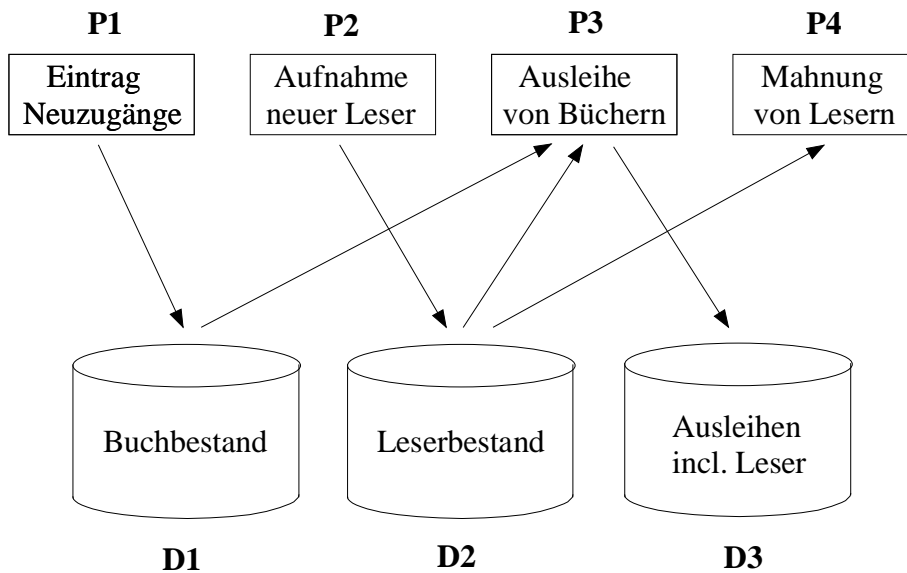 P1
P2
P3
P4
Eintrag
Neuzugänge
Aufnahme
neuer Leser
Ausleihe
von Büchern
Mahnung
von Lesern
Buchbestand
Leserbestand
Ausleihen
incl. Leser
D1
D2
D3